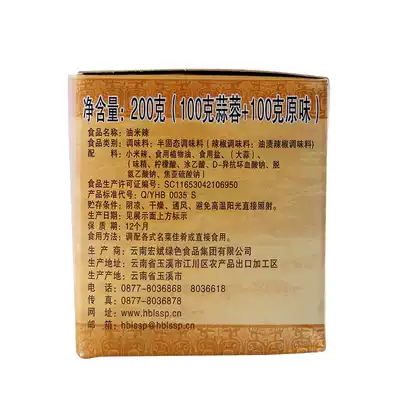 净含量：200克（100克蒜蓉+100克原味）
食品名称：油米辣
食品类别：调味料：半固态调味料（辣椒调味料：油渍辣椒调味料）
配　　料：小米辣、食用植物油、食用盐、（大蒜）、
（味精、柠檬酸、冰乙酸、D-异抗坏血酸钠、脱
氢乙酸钠、焦亚硫酸钠）
食品生产许可证编号：SC11653042106950
产品标准代号：Q/YHB 0035 S
贮存条件：阴凉、干燥、通风、避免高温阳光直接照射。
生产日期：见展示面上方标示
保 质 期：12个月
食用方法：调配各式名菜佳肴或直接食用。
生 产 商：云南宏斌绿色食品集团有限公司
生产地址：云南省玉溪市江川区农产品出口加工区
生产产地：云南省玉溪市
电　　话：0877-8036868 8036618
传　　真：0877-8036878
网　　址：www.hblssp.cn
邮　　箱：hblssp@hblssp.cn